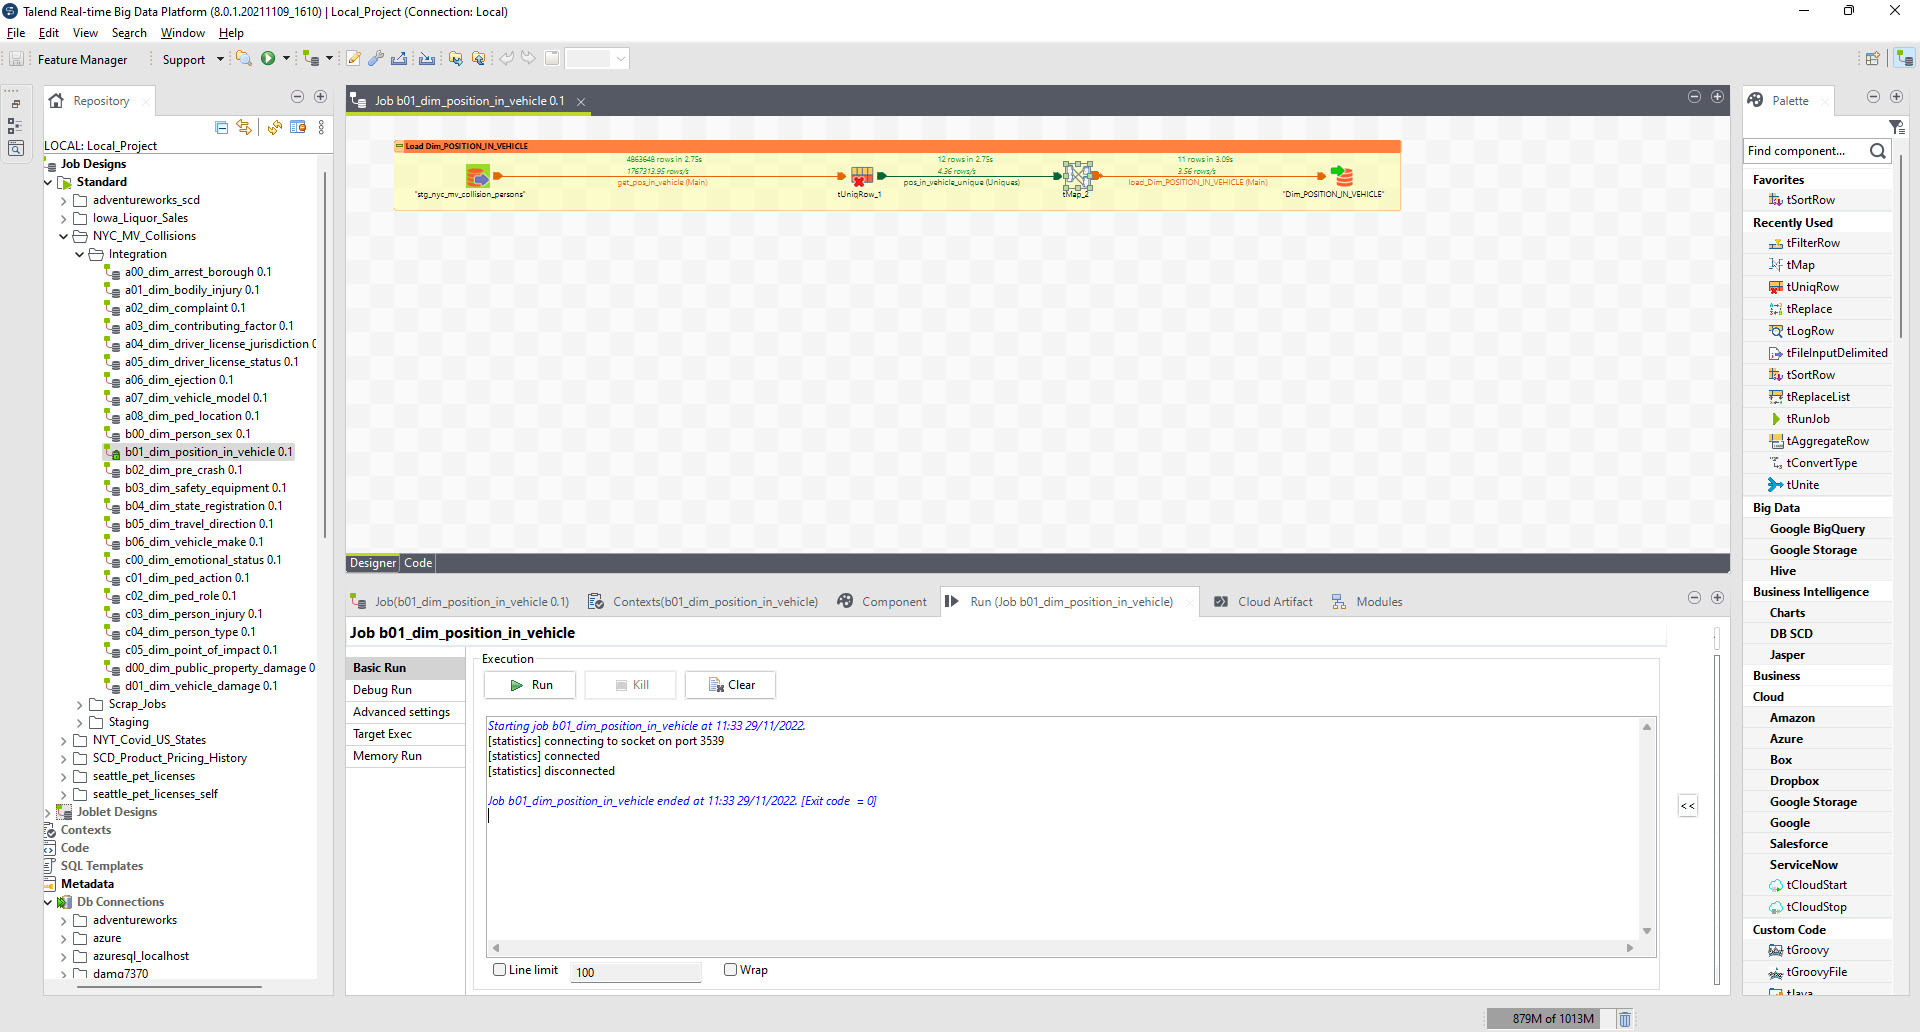 Talend Real-time Big Data Platform (8.0.1.20211109_1610) | Local_Project (Connection: Local)
File Edit View Search Window Help
Feature Manager Support
Repository
LOCAL: Local_Project
Job Designs
Standard
adventureworks_scd
Iowa_Liquor_Sales
NYC_MV_Collisions
Integration
a00_dim_arrest_borough 0.1
a01_dim_bodily_injury 0.1
a02_dim_complaint 0.1
a03_dim_contributing_factor 0.1
a04_dim_driver_license_jurisdiction
a05_dim_driver_license_status 0.1
a06_dim_ejection 0.1
a07_dim_vehicle_model 0.1
a08_dim_ped_location 0.1
b00_dim_person_sex 0.1
b01_dim_position_in_vehicle 0.1
b02_dim_pre_crash 0.1
b03_dim_safety_equipment 0.1
b04_dim_state_registration 0.1
b05_dim_travel_direction 0.1
b06_dim_vehicle_make 0.1
c00_dim_emotional_status 0.1
c01_dim_ped_action 0.1
c02_dim_ped_role 0.1
c03_dim_person_injury 0.1
c04_dim_person_type 0.1
c05_dim_point_of_impact 0.1
d00_dim_public_property_damage 0
d01_dim_vehicle_damage 0.1
Scrap_Jobs
Staging
NYT_Covid_US_States
SCD_Product_Pricing_History
seattle_pet_licenses
seattle_pet_licenses_self
Joblet Designs
Contexts
Code
SQL Templates
Metadata
Db Connections
adventureworks
azure
azuresql_localhost
damg7370
Job b01_dim_position_in_vehicle 0.1
Load Dim_POSITION_IN_VEHICLE
4863648 rows in 2.75s
1767313.95 rows/s
get_pos_in_vehicle (Main)
12 rows in 2.75s
4.36 rows/s
pos_in_vehicle_unique (Uniques)
11 rows in 3.09s
3.56 rows/s
load_Dim_POSITION_IN_VEHICLE (Main)
"stg_nyc_mv_collision_persons"
tUniqRow_1
tMap_2
"Dim_POSITION_IN_VEHICLE"
Designer Code
Job(b01_dim_position_in_vehicle 0.1) Contexts(b01_dim_position_in_vehicle) Component Run (Job b01_dim_position_in_vehicle) Cloud Artifact Modules
Job b01_dim_position_in_vehicle
Basic Run
Debug Run
Advanced settings
Target Exec
Memory Run
Execution
Run Kill Clear
Starting job b01_dim_position_in_vehicle at 11:33 29/11/2022.
[statistics] connecting to socket on port 3539
[statistics] connected
[statistics] disconnected
Job b01_dim_position_in_vehicle ended at 11:33 29/11/2022. [Exit code = 0]
<<
Line limit 100 Wrap
Palette
Find component...
Favorites
tSortRow
Recently Used
tFilterRow
tMap
tUniqRow
tReplace
tLogRow
tFileInputDelimited
tSortRow
tReplaceList
tRunJob
tAggregateRow
tConvertType
tUnite
Big Data
Google BigQuery
Google Storage
Hive
Business Intelligence
Charts
DB SCD
Jasper
Business
Cloud
Amazon
Azure
Box
Dropbox
Google Storage
Google
Salesforce
ServiceNow
tCloudStart
tCloudStop
Custom Code
tGroovy
tGroovyFile
tJava
879M of 1013M